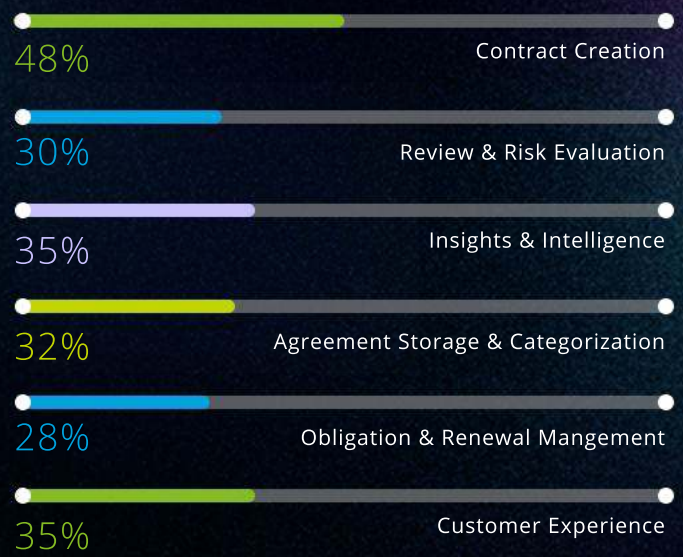 48%
Contract Creation
30%
Review & Risk Evaluation
35%
Insights & Intelligence
32%
Agreement Storage & Categorization
28%
Obligation & Renewal Mangement
35%
Customer Experience